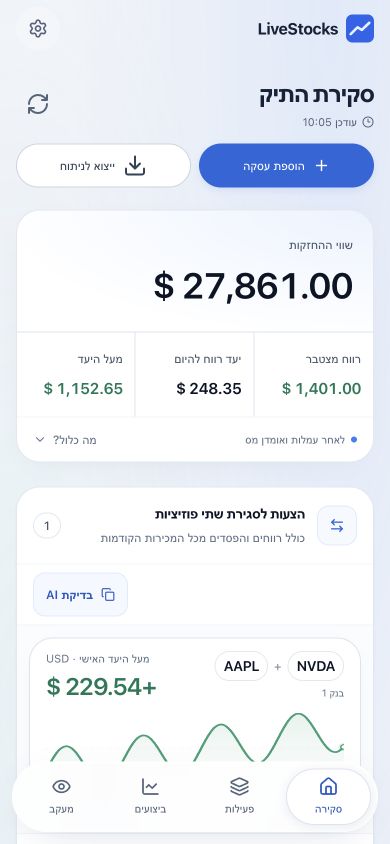 LiveStocks
סקירת התיק
עודכן 10:05
הוספת עסקה
ייצוא לניתוח
שווי ההחזקות
$ 27,861.00
רווח מצטבר
$ 1,401.00
יעד רווח להיום
$ 248.35
מעל היעד
$ 1,152.65
לאחר עמלות ואומדן מס
מה כלול?
הצעות לסגירת שתי פוזיציות
כולל רווחים והפסדים מכל המכירות הקודמות
1
בדיקת AI
NVDA + AAPL
בנק 1
מעל היעד האישי · USD
$ 229.54+
סקירה
פעילות
ביצועים
מעקב